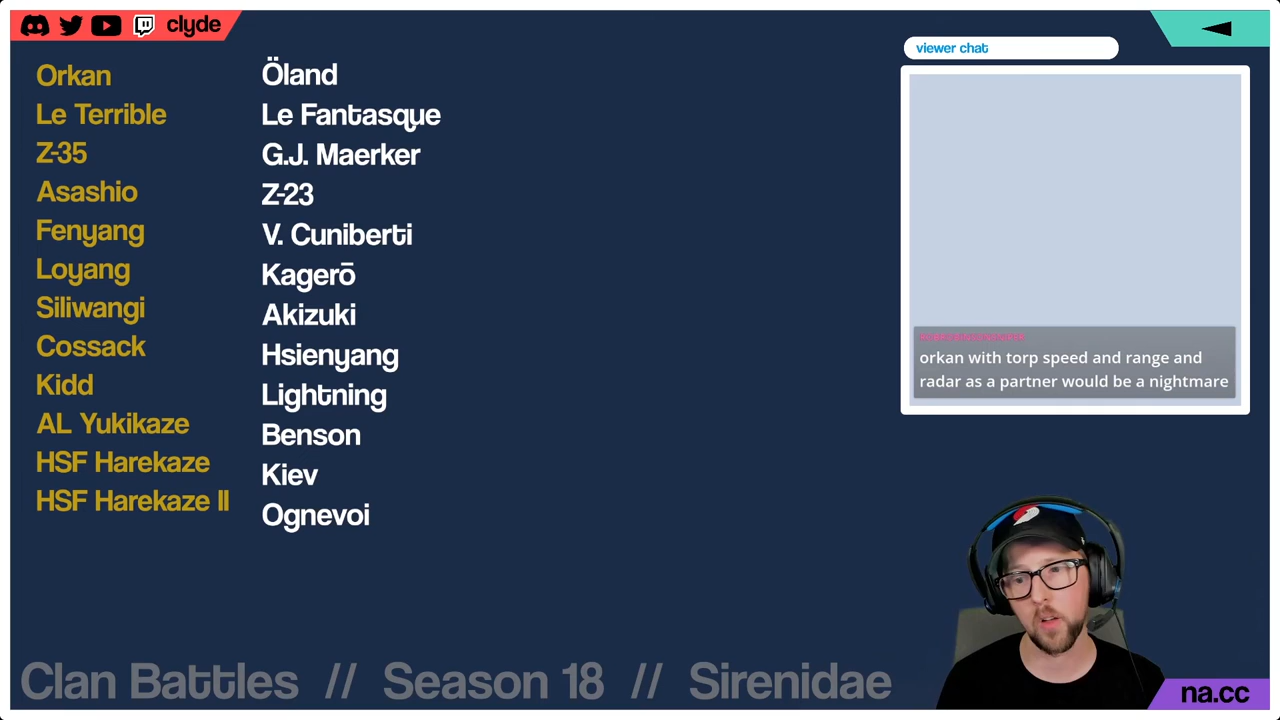 clyde
Orkan
Le Terrible
Z-35
Asashio
Fenyang
Loyang
Siliwangi
Cossack
Kidd
AL Yukikaze
HSF Harekaze
HSF Harekaze II
Öland
Le Fantasque
G.J. Maerker
Z-23
V. Cuniberti
Kagerō
Akizuki
Hsienyang
Lightning
Benson
Kiev
Ognevoi
viewer chat
orkan with torp speed and range and
radar as a partner would be a nightmare
Clan Battles // Season 18 // Sirenidae
na.cc